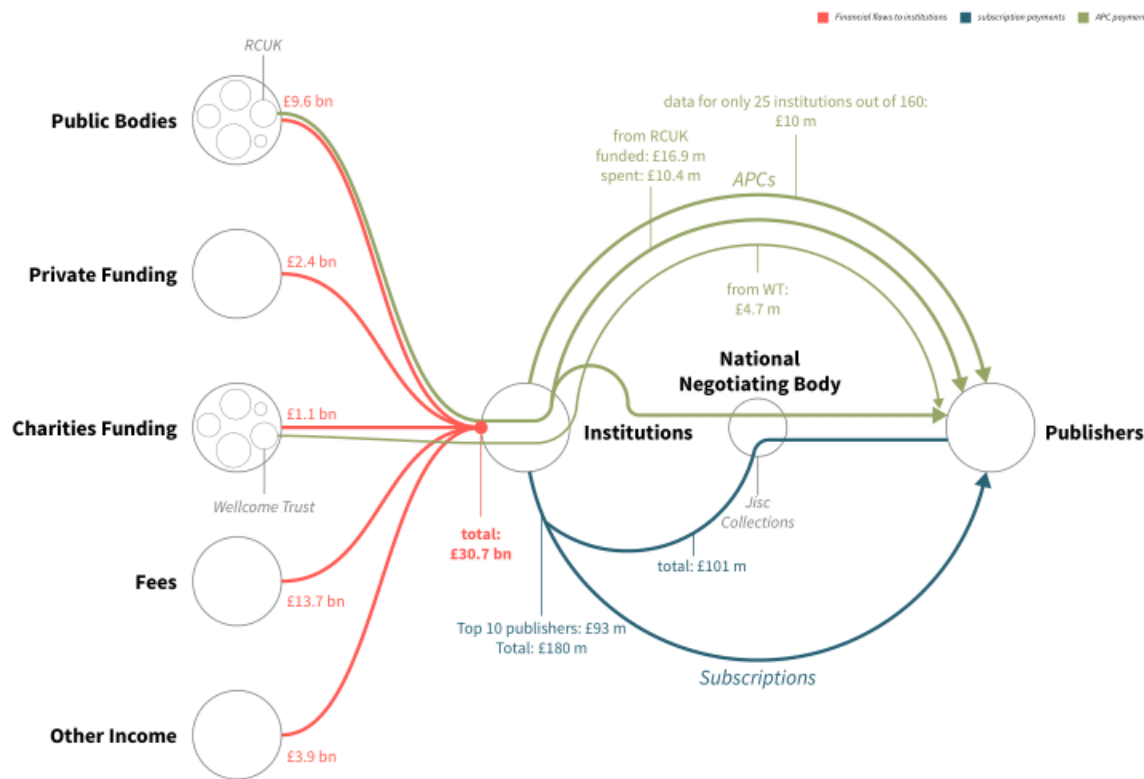 Financial flows to institutions
subscription payments
APC paymen
RCUK
£9.6 bn
Public Bodies
data for only 25 institutions out of 160:
£10 m
from RCUK
funded: £16.9 m
spent: £10.4 m
APCs
Private Funding
£2.4 bn
from WT:
£4.7 m
National
Negotiating Body
Charities Funding
£1.1 bn
Institutions
Publishers
Wellcome Trust
Jisc
Collections
total:
£30.7 bn
total: £101 m
Fees
£13.7 bn
Top 10 publishers: £93 m
Total: £180 m
Subscriptions
Other Income
£3.9 bn